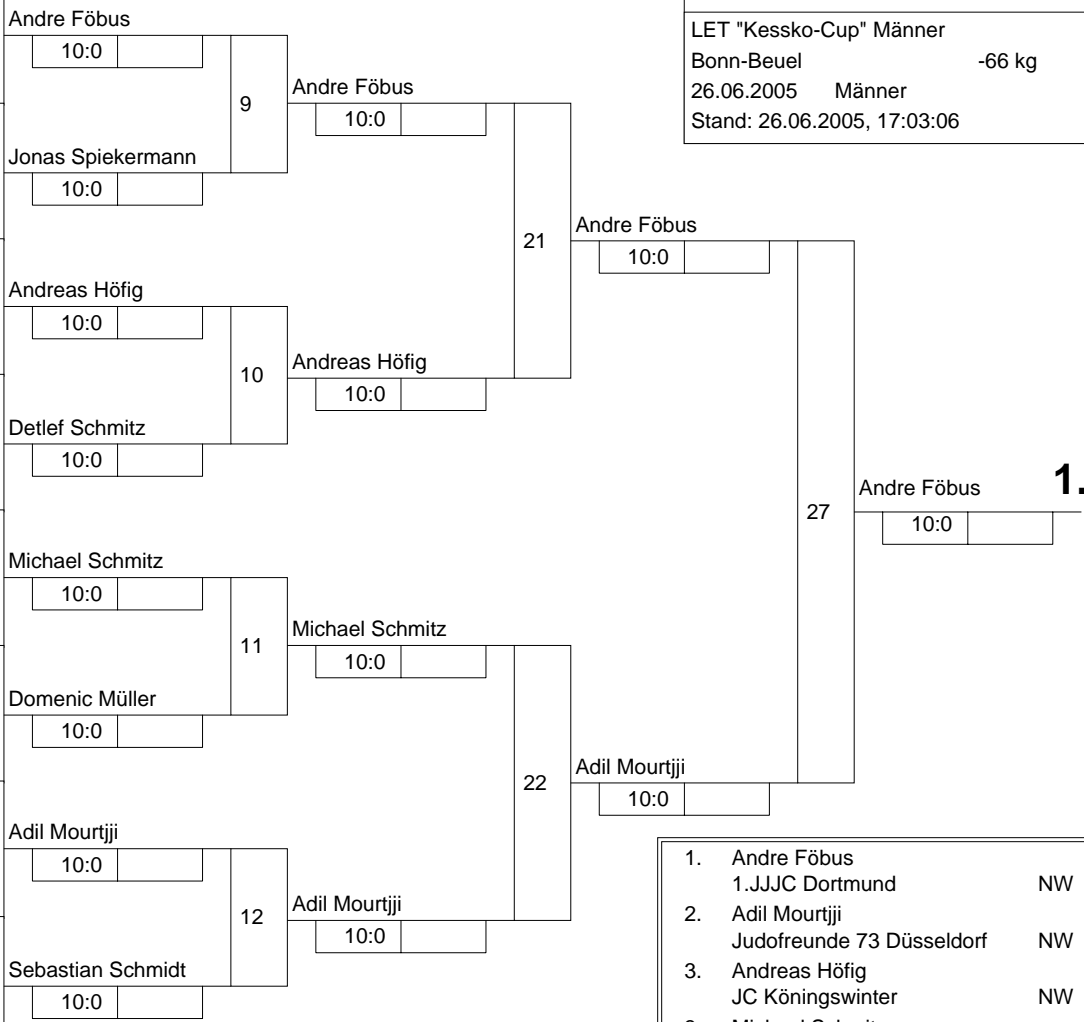 LET "Kessko-Cup" Männer
Bonn-Beuel -66 kg
26.06.2005 Männer
Stand: 26.06.2005, 17:03:06
Andre Föbus
10:0
9
Andre Föbus
10:0
Jonas Spiekermann
10:0
21
Andre Föbus
10:0
Andreas Höfig
10:0
10
Andreas Höfig
10:0
Detlef Schmitz
10:0
27
Andre Föbus 1.
10:0
Michael Schmitz
10:0
11
Michael Schmitz
10:0
Domenic Müller
10:0
22
Adil Mourtjji
10:0
Adil Mourtjji
10:0
12
Adil Mourtjji
10:0
Sebastian Schmidt
10:0
1. Andre Föbus
1.JJJC Dortmund NW
2. Adil Mourtjji
Judofreunde 73 Düsseldorf NW
3. Andreas Höfig
JC Köningswinter NW